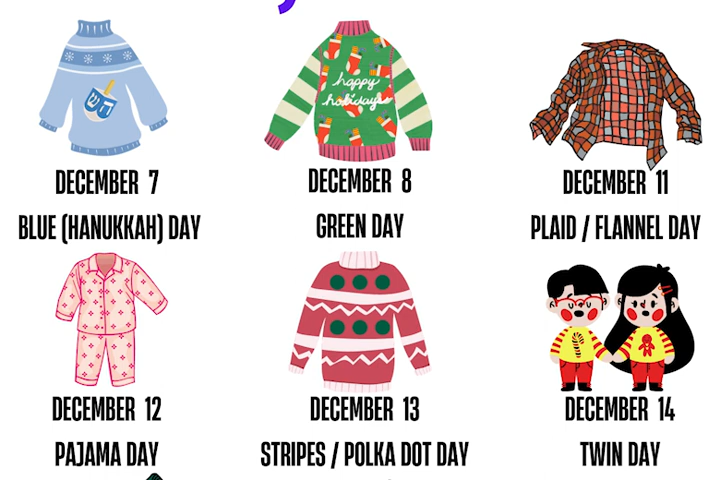 happy
holidays
DECEMBER 7
DECEMBER 8
DECEMBER 11
BLUE (HANUKKAH) DAY
GREEN DAY
PLAID / FLANNEL DAY
DECEMBER 12
DECEMBER 13
DECEMBER 14
PAJAMA DAY
STRIPES / POLKA DOT DAY
TWIN DAY